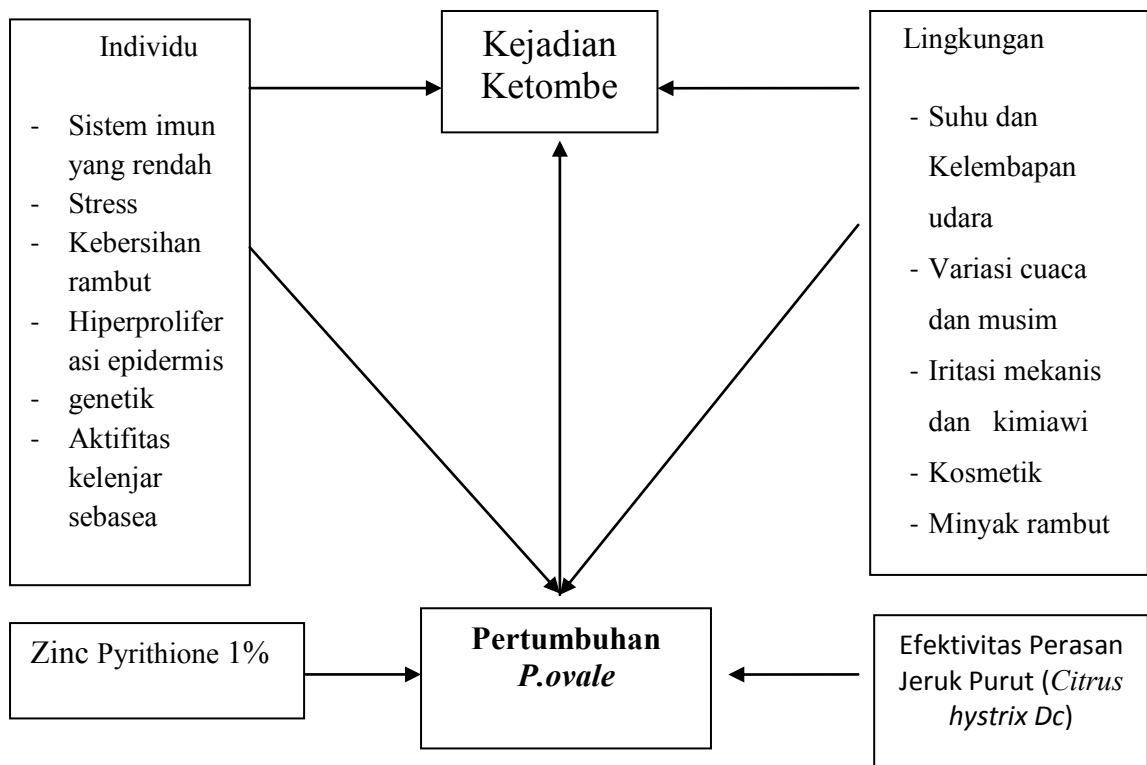 Individu
- Sistem imun
yang rendah
- Stress
- Kebersihan
rambut
- Hiperprolifer
asi epidermis
- genetik
- Aktifitas
kelenjar
sebasea
Kejadian
Ketombe
Lingkungan
- Suhu dan
Kelembapan
udara
- Variasi cuaca
dan musim
- Iritasi mekanis
dan kimiawi
- Kosmetik
- Minyak rambut
Zinc Pyrithione 1%
Pertumbuhan
P.ovale
Efektivitas Perasan
Jeruk Purut (Citrus
hystrix Dc)